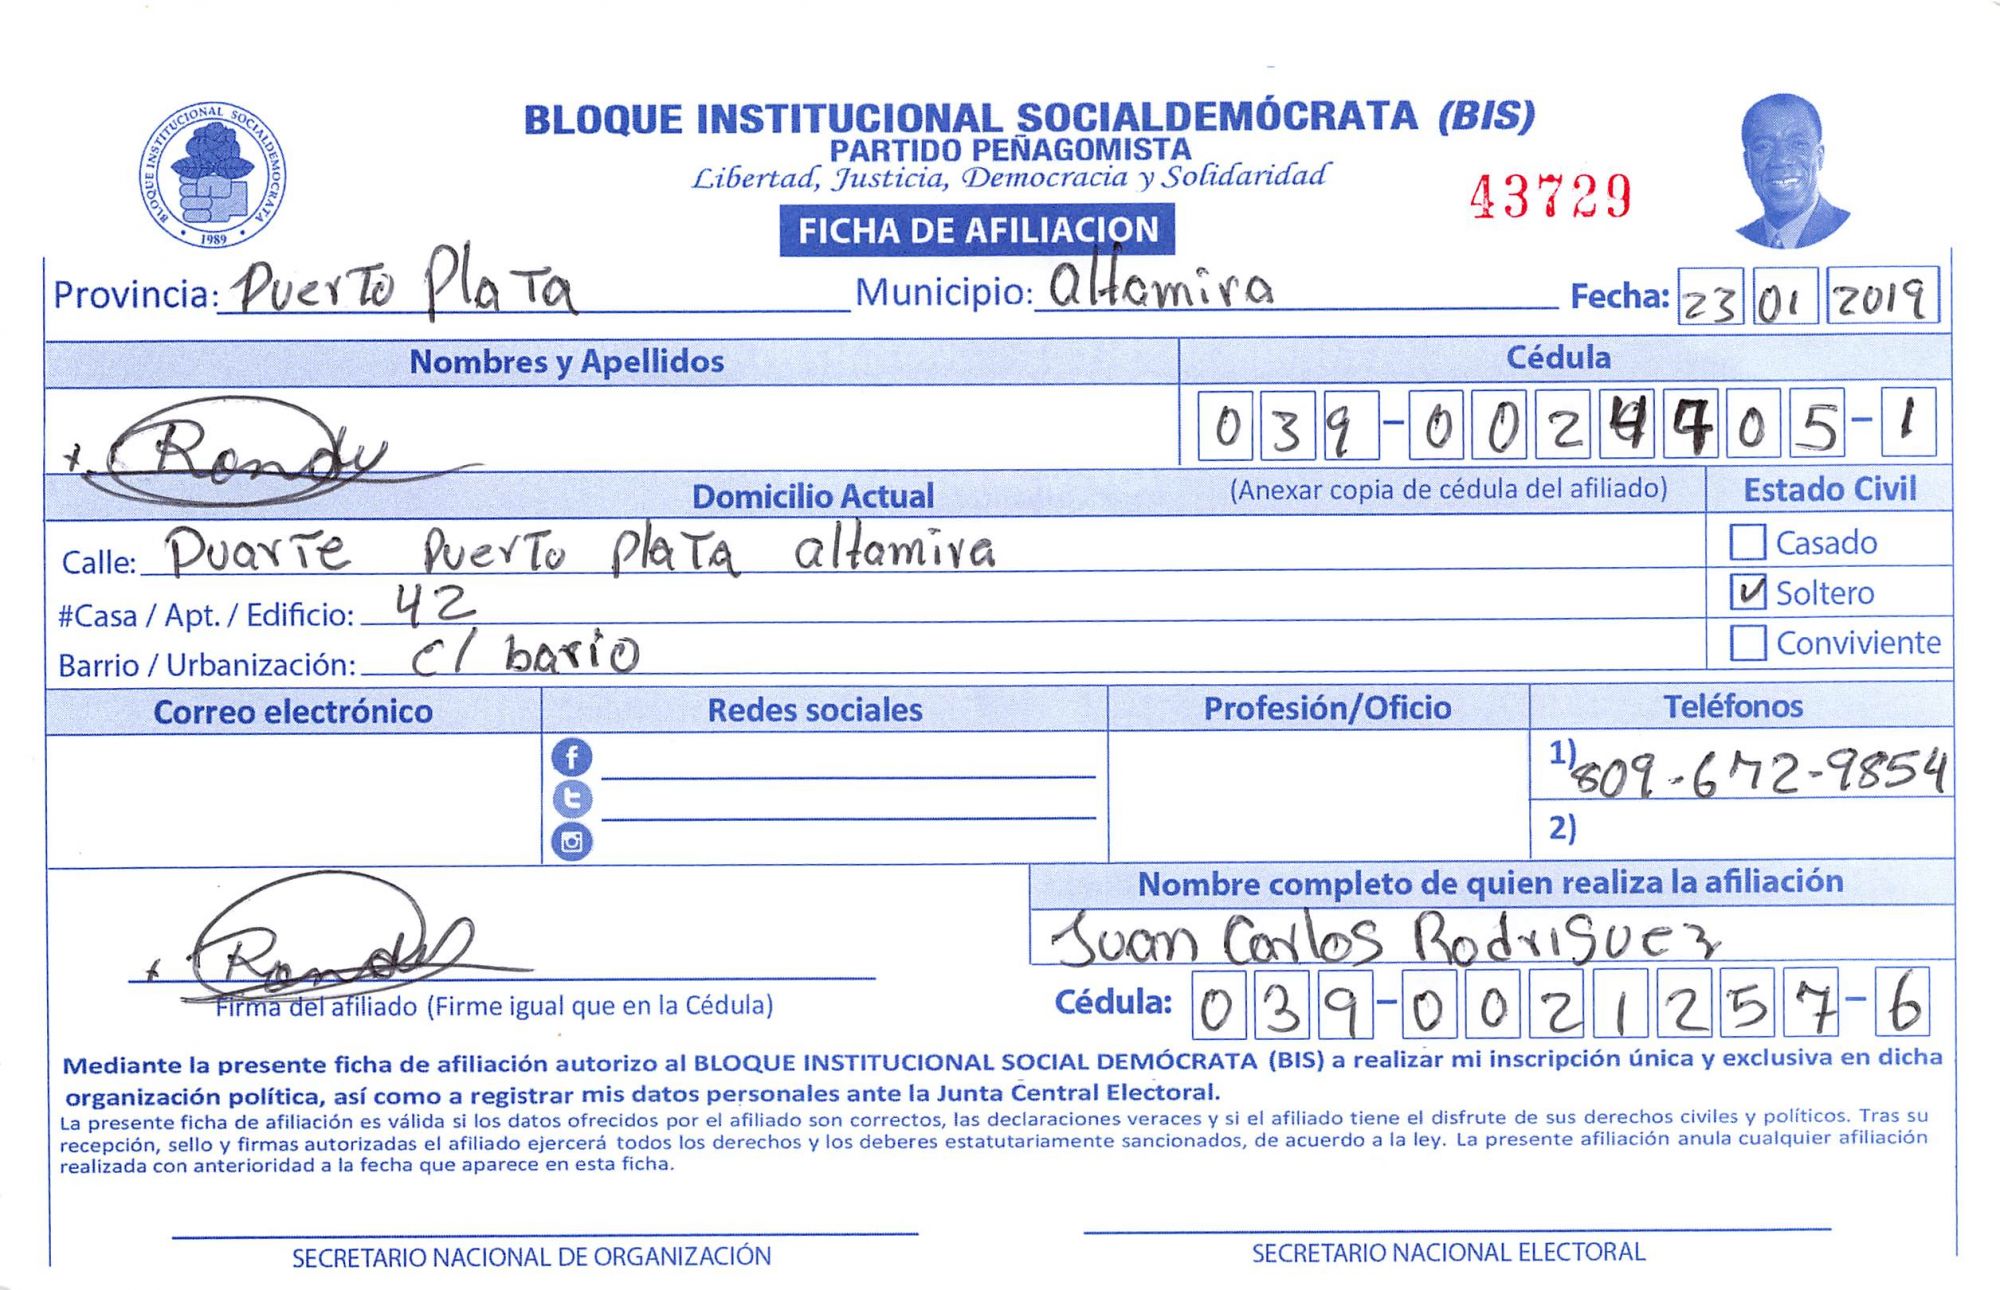 BLOQUE INSTITUCIONAL SOCIALDEMÓCRATA (BIS)
PARTIDO PEÑAGOMISTA
Libertad, Justicia, Democracia y Solidaridad
BLOQUE INSTITUCIONAL SOCIALDEMOCRATA
1989
43729
FICHA DE AFILIACION
Provincia: Puerto Plata Municipio: altamira Fecha: 23 01 2019
Nombres y Apellidos Cédula
039-0024705-1
Domicilio Actual (Anexar copia de cédula del afiliado) Estado Civil
Calle: Duarte Puerto Plata altamira Casado
#Casa / Apt. / Edificio: 42 Soltero
Barrio / Urbanización: c/ bario Conviviente
Correo electrónico Redes sociales Profesión/Oficio Teléfonos
1) 809-672-9854
2)
Nombre completo de quien realiza la afiliación
Juan Carlos Rodriguez
Firma del afiliado (Firme igual que en la Cédula) Cédula: 039-0021257-6
Mediante la presente ficha de afiliación autorizo al BLOQUE INSTITUCIONAL SOCIAL DEMÓCRATA (BIS) a realizar mi inscripción única y exclusiva en dicha
organización política, así como a registrar mis datos personales ante la Junta Central Electoral.
La presente ficha de afiliación es válida si los datos ofrecidos por el afiliado son correctos, las declaraciones veraces y si el afiliado tiene el disfrute de sus derechos civiles y políticos. Tras su
recepción, sello y firmas autorizadas el afiliado ejercerá todos los derechos y los deberes estatutariamente sancionados, de acuerdo a la ley. La presente afiliación anula cualquier afiliación
realizada con anterioridad a la fecha que aparece en esta ficha.
SECRETARIO NACIONAL DE ORGANIZACIÓN SECRETARIO NACIONAL ELECTORAL